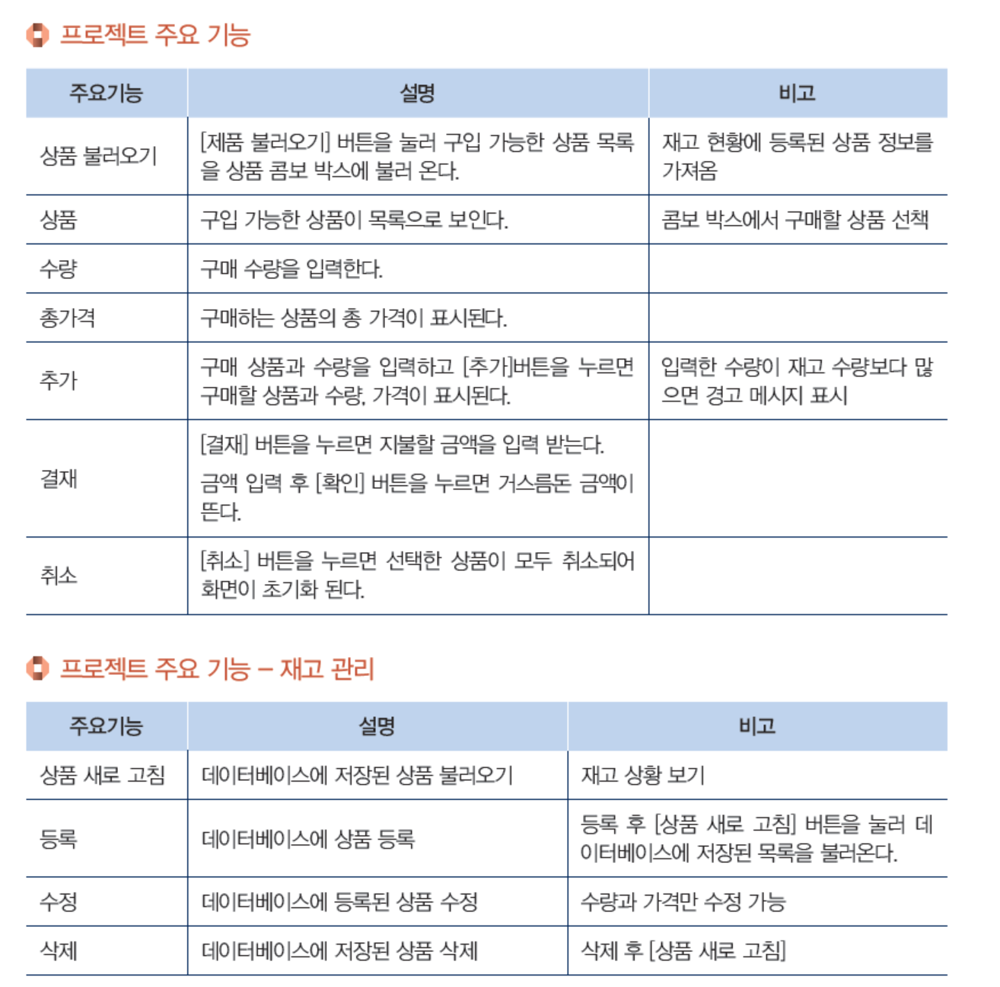 프로젝트 주요 기능
주요기능 설명 비고
상품 불러오기
[제품 불러오기] 버튼을 눌러 구입 가능한 상품 목록
을 상품 콤보 박스에 불러 온다.
재고 현황에 등록된 상품 정보를
가져옴
상품 구입 가능한 상품이 목록으로 보인다. 콤보 박스에서 구매할 상품 선책
수량 구매 수량을 입력한다.
총가격 구매하는 상품의 총 가격이 표시된다.
추가
구매 상품과 수량을 입력하고 [추가]버튼을 누르면
구매할 상품과 수량, 가격이 표시된다.
입력한 수량이 재고 수량보다 많
으면 경고 메시지 표시
결재
[결재] 버튼을 누르면 지불할 금액을 입력 받는다.
금액 입력 후 [확인] 버튼을 누르면 거스름돈 금액이
뜬다.
취소
[취소] 버튼을 누르면 선택한 상품이 모두 취소되어
화면이 초기화 된다.
프로젝트 주요 기능 – 재고 관리
주요기능 설명 비고
상품 새로 고침 데이터베이스에 저장된 상품 불러오기 재고 상황 보기
등록 데이터베이스에 상품 등록
등록 후 [상품 새로 고침] 버튼을 눌러 데
이터베이스에 저장된 목록을 불러온다.
수정 데이터베이스에 등록된 상품 수정 수량과 가격만 수정 가능
삭제 데이터베이스에 저장된 상품 삭제 삭제 후 [상품 새로 고침]